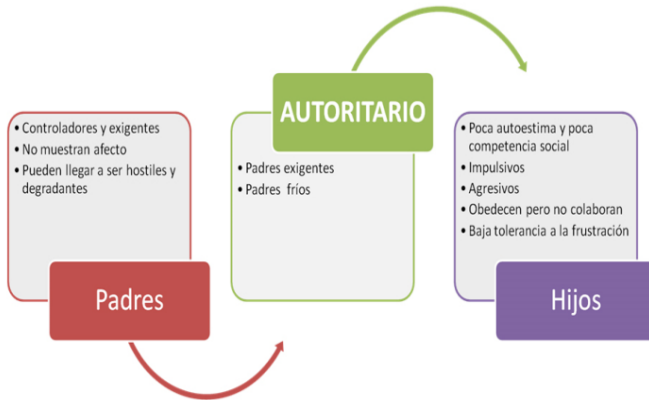 • Controladores y exigentes
• No muestran afecto
• Pueden llegar a ser hostiles y
degradantes
Padres
AUTORITARIO
• Padres exigentes
• Padres fríos
• Poca autoestima y poca
competencia social
• Impulsivos
• Agresivos
• Obedecen pero no colaboran
• Baja tolerancia a la frustración
Hijos